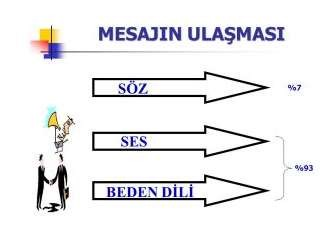 MESAJIN ULAŞMASI
SÖZ
%7
SES
%93
BEDEN DİLİ